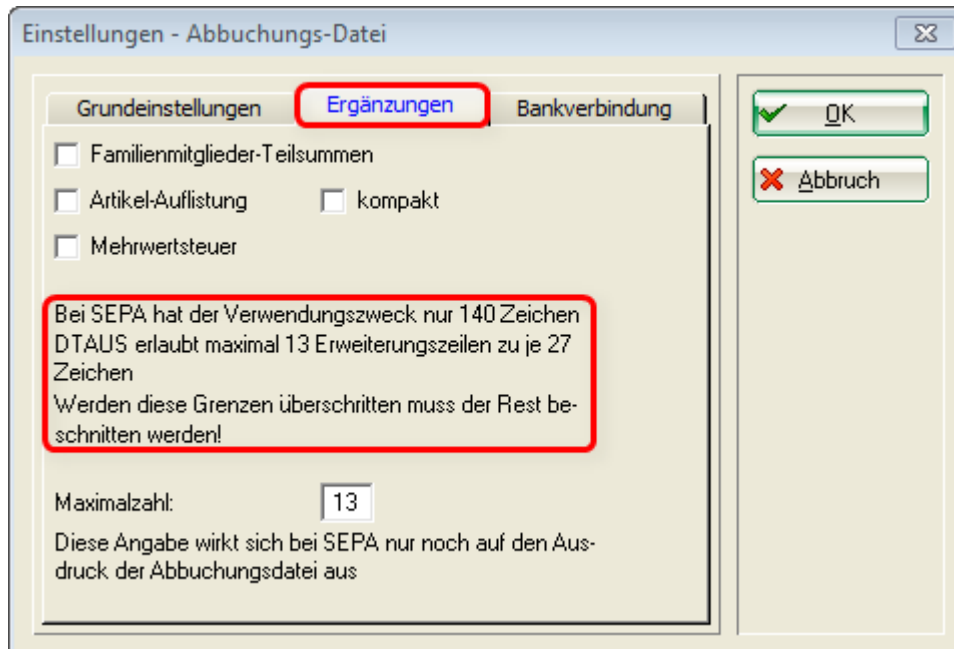 Einstellungen - Abbuchungs-Datei
Grundeinstellungen Ergänzungen Bankverbindung
OK
Familienmitglieder-Teilsummen
Abbruch
Artikel-Auflistung kompakt
Mehrwertsteuer
Bei SEPA hat der Verwendungszweck nur 140 Zeichen
DTAUS erlaubt maximal 13 Erweiterungszeilen zu je 27
Zeichen
Werden diese Grenzen überschritten muss der Rest be-
schnitten werden!
Maximalzahl: 13
Diese Angabe wirkt sich bei SEPA nur noch auf den Aus-
druck der Abbuchungsdatei aus